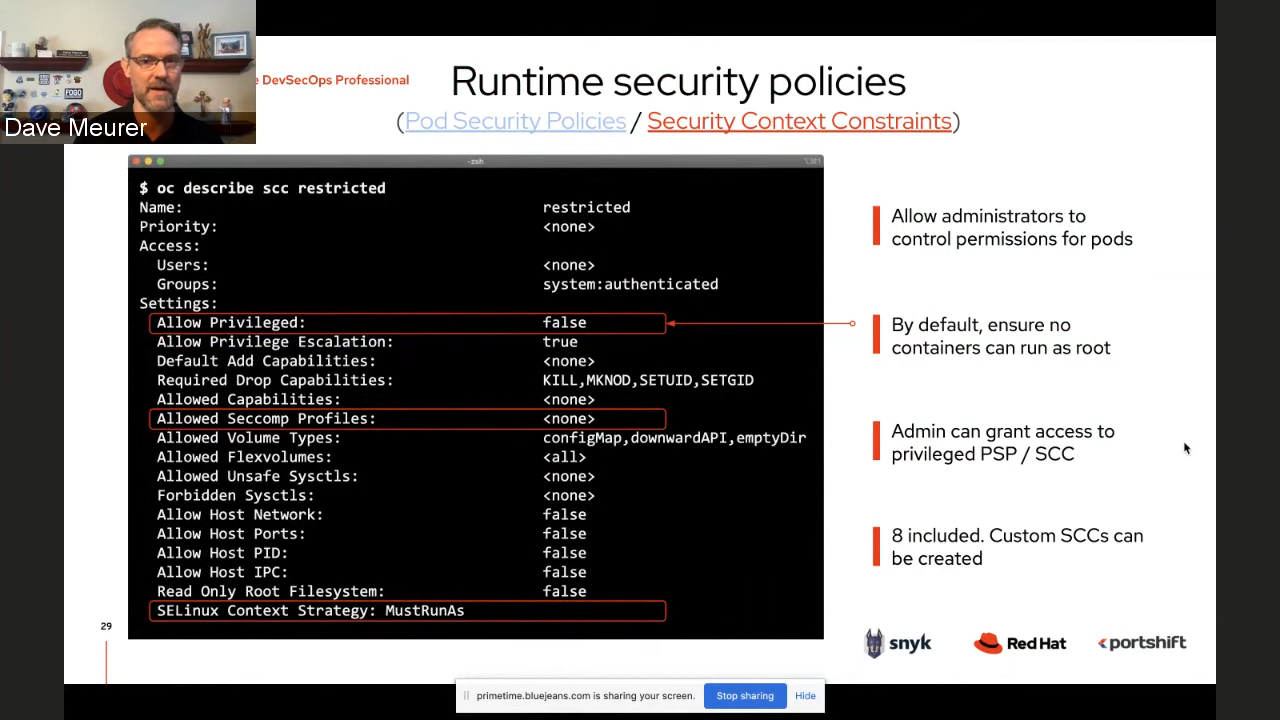 Dave Meurer
e DevSecOps Professional
Runtime security policies
(Pod Security Policies / Security Context Constraints)
-zsh
$ oc describe scc restricted
Name: restricted
Priority: <none>
Access:
Users: <none>
Groups: system:authenticated
Settings:
Allow Privileged: false
Allow Privilege Escalation: true
Default Add Capabilities: <none>
Required Drop Capabilities: KILL,MKNOD,SETUID,SETGID
Allowed Capabilities: <none>
Allowed Seccomp Profiles: <none>
Allowed Volume Types: configMap,downwardAPI,emptyDir
Allowed Flexvolumes: <all>
Allowed Unsafe Sysctls: <none>
Forbidden Sysctls: <none>
Allow Host Network: false
Allow Host Ports: false
Allow Host PID: false
Allow Host IPC: false
Read Only Root Filesystem: false
SELinux Context Strategy: MustRunAs
Allow administrators to
control permissions for pods
By default, ensure no
containers can run as root
Admin can grant access to
privileged PSP / SCC
8 included. Custom SCCs can
be created
29
snyk
Red Hat
portshift
primetime.bluejeans.com is sharing your screen.
Stop sharing
Hide